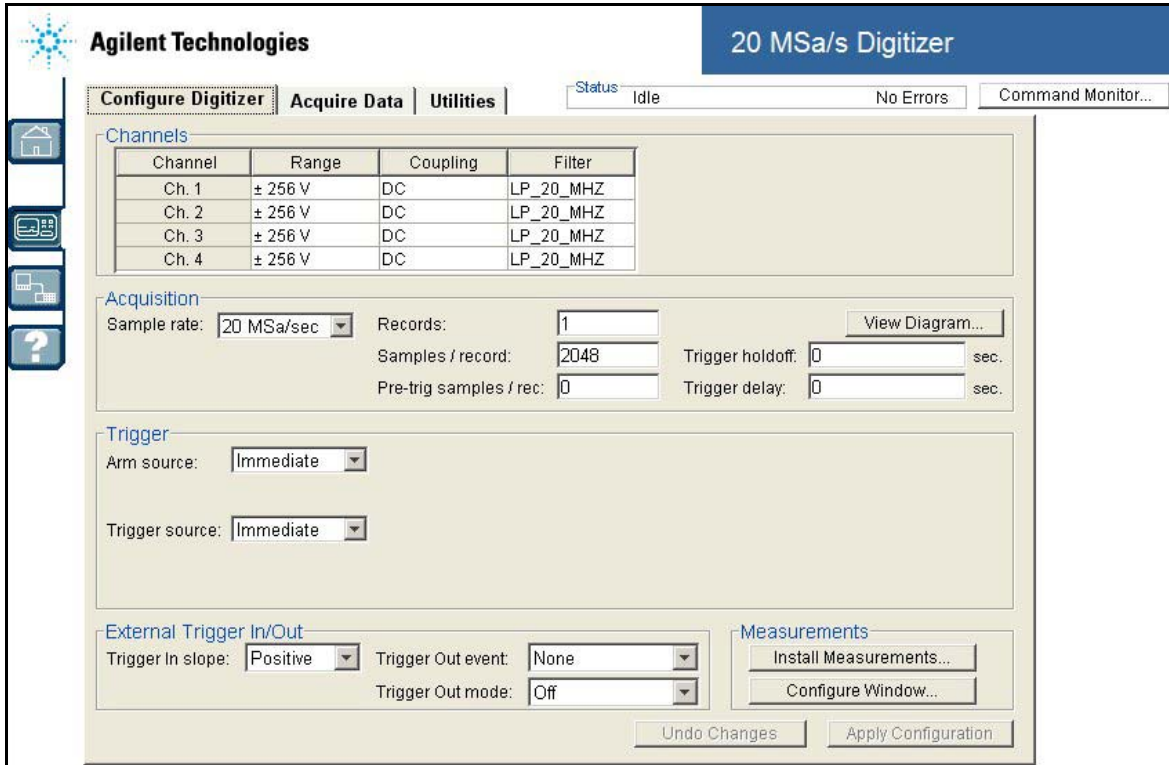 Agilent Technologies
20 MSa/s Digitizer
Configure Digitizer Acquire Data Utilities
Status
Idle No Errors
Command Monitor...
Channels
Channel Range Coupling Filter
Ch. 1 ± 256 V DC LP_20_MHZ
Ch. 2 ± 256 V DC LP_20_MHZ
Ch. 3 ± 256 V DC LP_20_MHZ
Ch. 4 ± 256 V DC LP_20_MHZ
Acquisition
Sample rate: 20 MSa/sec Records: 1 View Diagram...
Samples / record: 2048 Trigger holdoff: 0 sec.
Pre-trig samples / rec: 0 Trigger delay: 0 sec.
Trigger
Arm source: Immediate
Trigger source: Immediate
External Trigger In/Out
Trigger In slope: Positive Trigger Out event: None
Trigger Out mode: Off
Measurements
Install Measurements...
Configure Window...
Undo Changes Apply Configuration
?